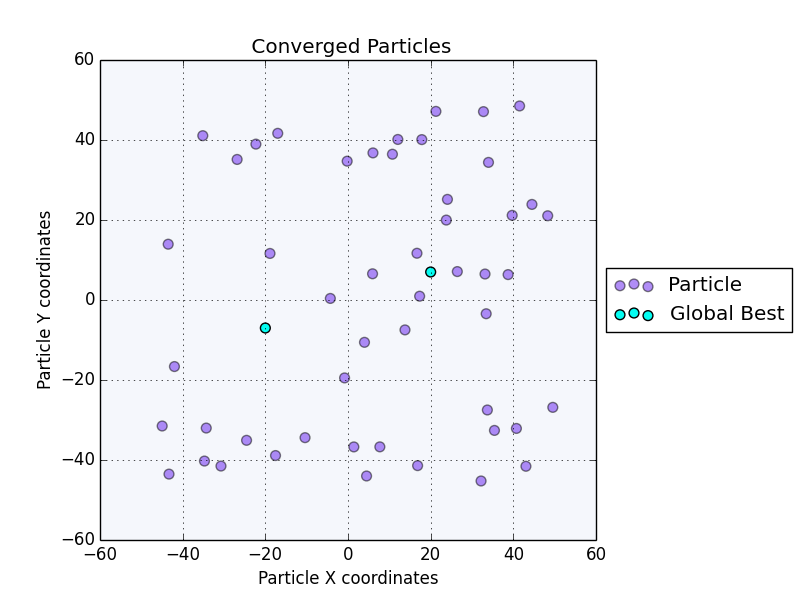 Converged Particles
60
40
20
0
−20
−40
−60
−60 −40 −20 0 20 40 60
Particle Y coordinates
Particle X coordinates
Particle
Global Best